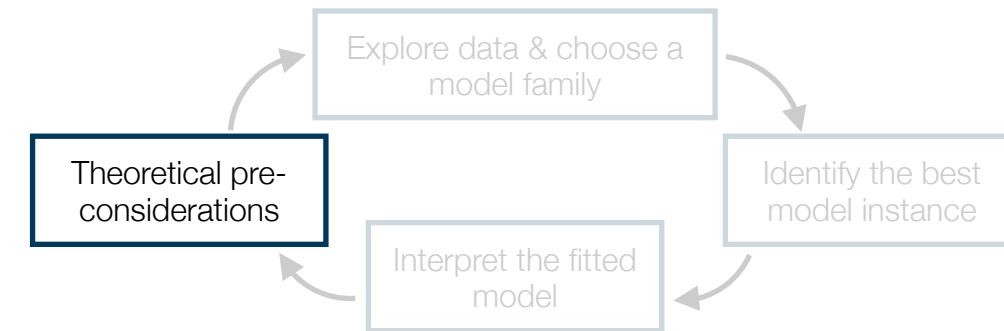 Explore data & choose a
model family
Theoretical pre-
considerations
Identify the best
model instance
Interpret the fitted
model